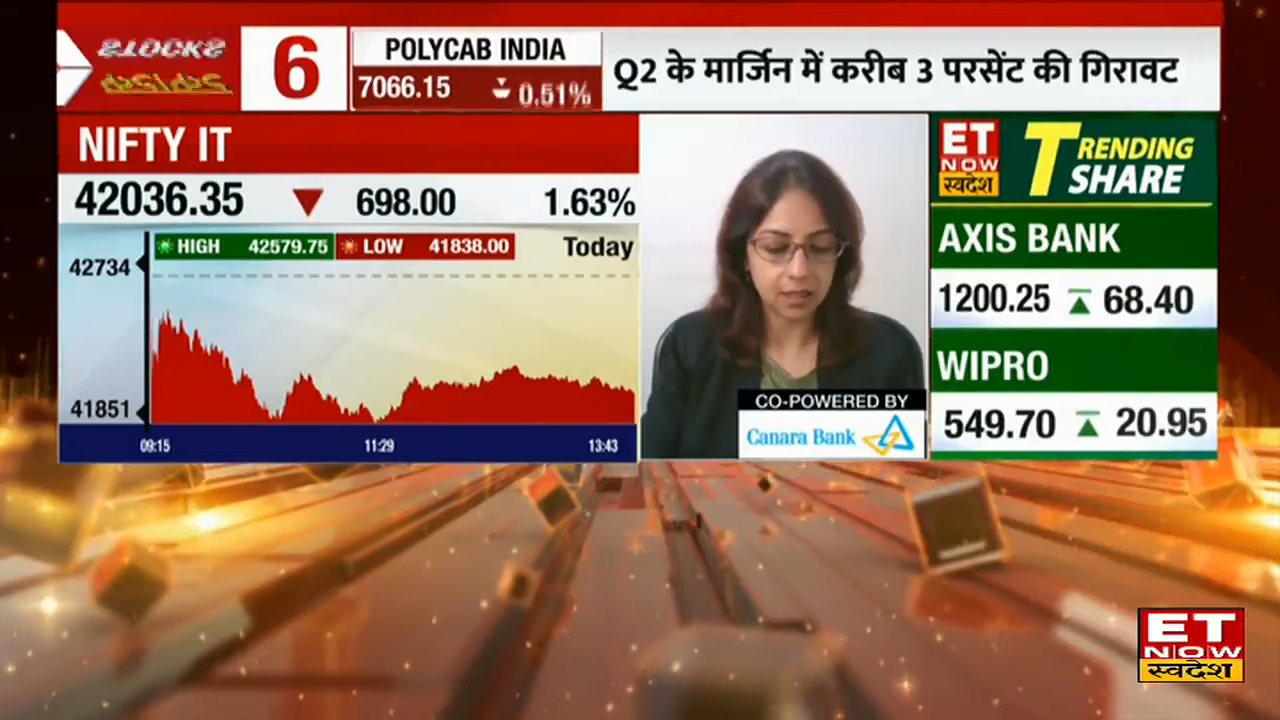 6
POLYCAB INDIA
7066.15 0.51%
Q2 के मार्जिन में करीब 3 परसेंट की गिरावट
NIFTY IT
42036.35 698.00 1.63%
HIGH 42579.75 LOW 41838.00 Today
42734
41851
09:15 11:29 13:43
CO-POWERED BY
Canara Bank
ET NOW स्वदेश
TRENDING SHARE
AXIS BANK
1200.25 68.40
WIPRO
549.70 20.95
ET
NOW
स्वदेश